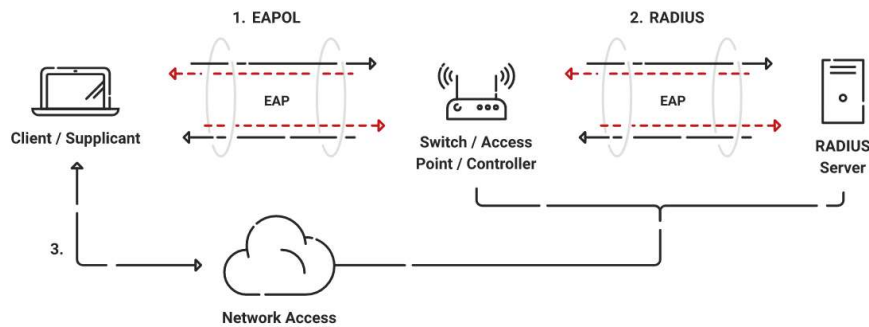 1. EAPOL
2. RADIUS
EAP
EAP
Client / Supplicant
Switch / Access
Point / Controller
RADIUS
Server
3.
Network Access